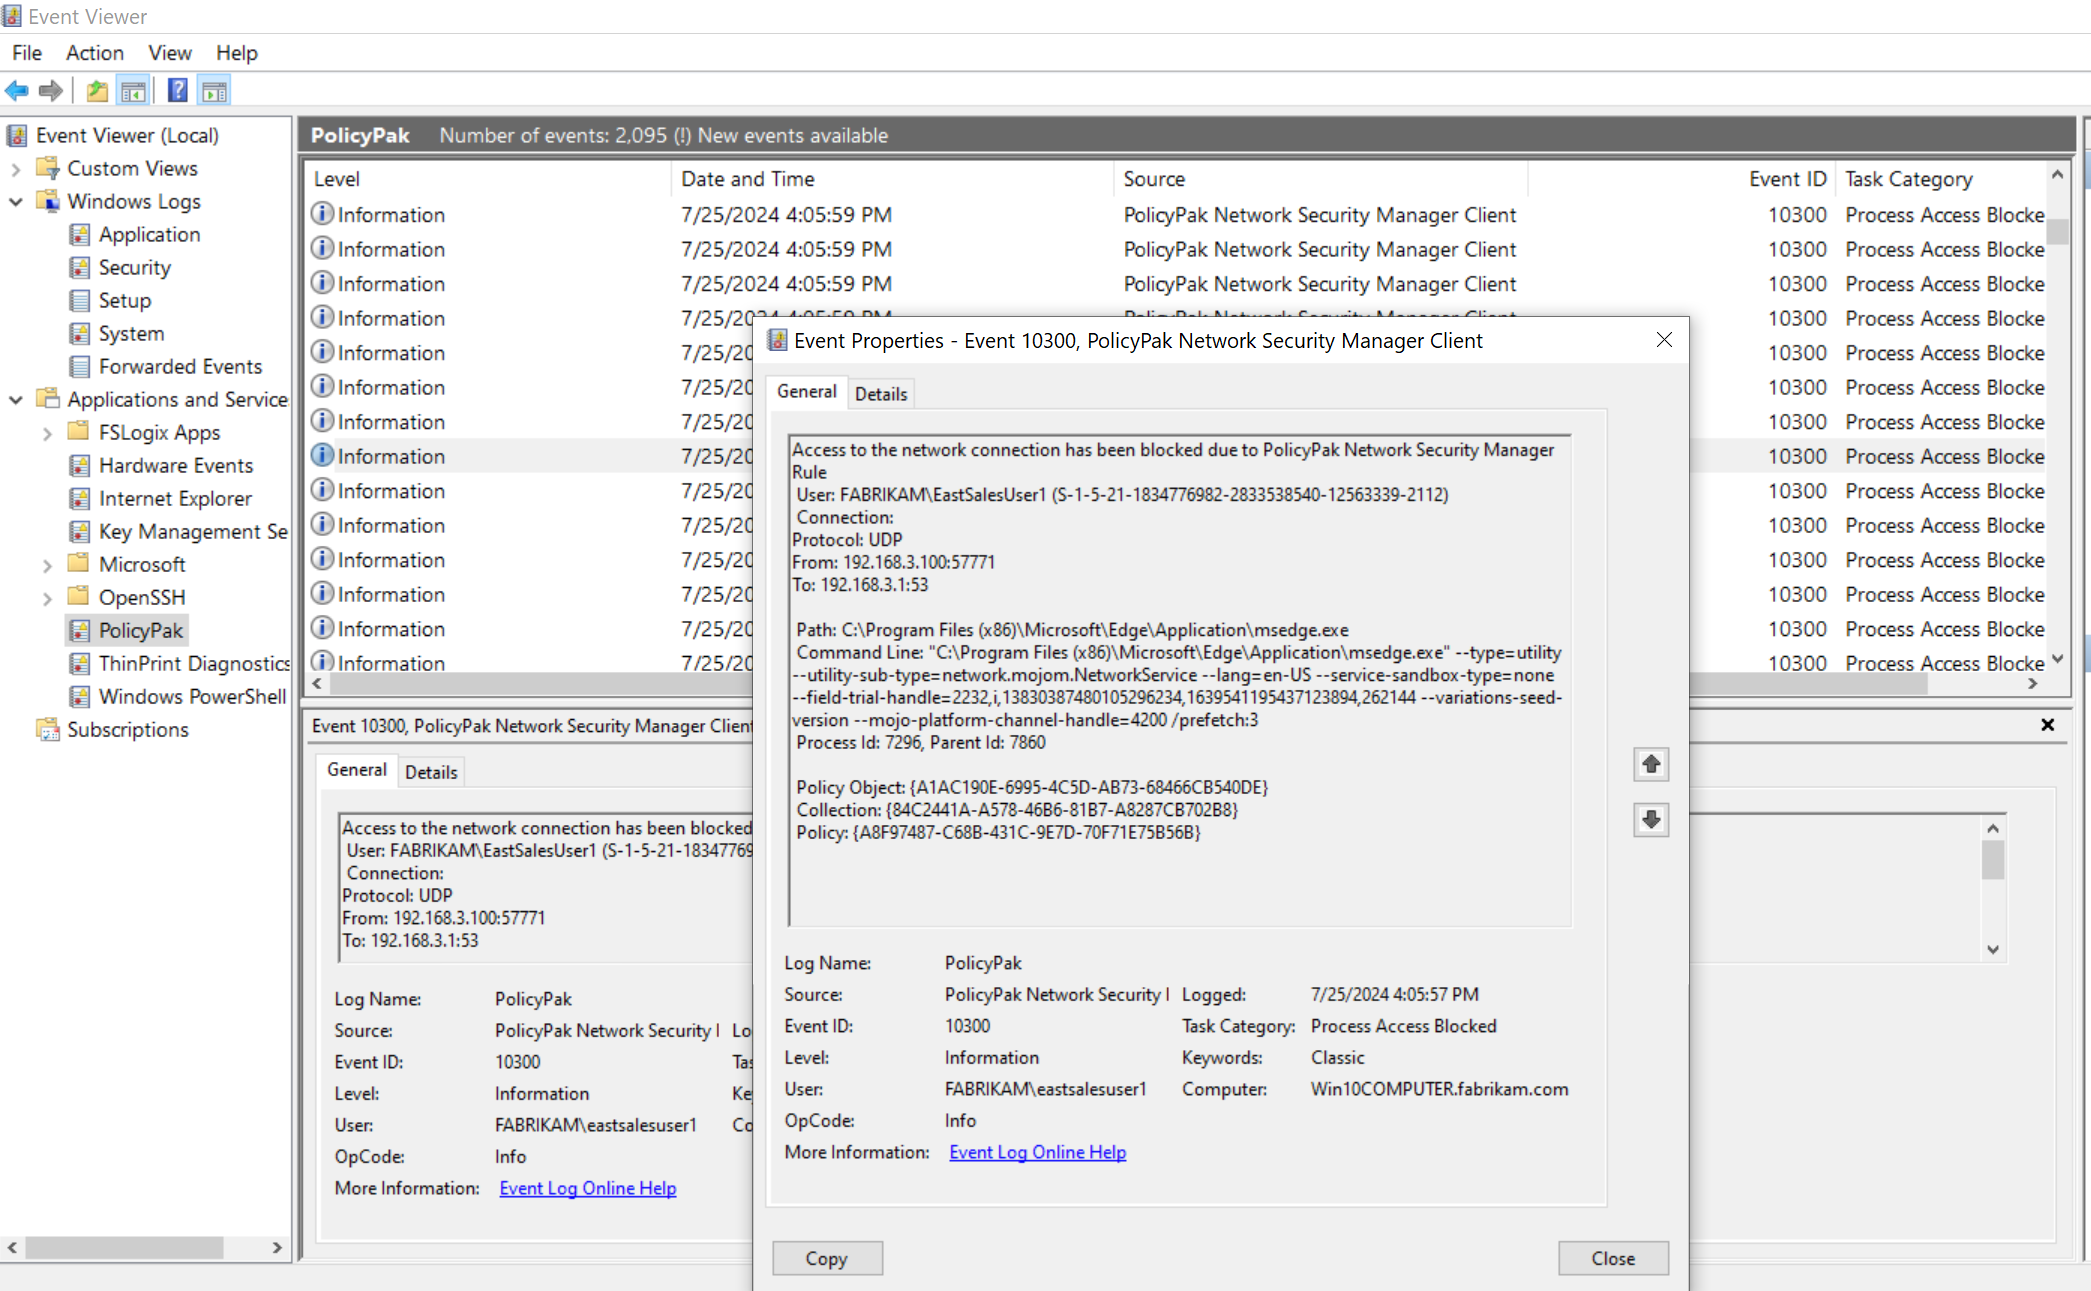 Event Viewer
File Action View Help
Event Viewer (Local)
Custom Views
Windows Logs
Application
Security
Setup
System
Forwarded Events
Applications and Service
FSLogix Apps
Hardware Events
Internet Explorer
Key Management Se
Microsoft
OpenSSH
PolicyPak
ThinPrint Diagnostics
Windows PowerShell
Subscriptions
PolicyPak Number of events: 2,095 (!) New events available
Level Date and Time Source Event ID Task Category
Information 7/25/2024 4:05:59 PM PolicyPak Network Security Manager Client 10300 Process Access Blocke
Information 7/25/2024 4:05:59 PM PolicyPak Network Security Manager Client 10300 Process Access Blocke
Information 7/25/2024 4:05:59 PM PolicyPak Network Security Manager Client 10300 Process Access Blocke
Information 7/25/2024 4:05:59 PM PolicyPak Network Security Manager Client 10300 Process Access Blocke
Information 7/25/20 10300 Process Access Blocke
Information 7/25/20 10300 Process Access Blocke
Information 7/25/20 10300 Process Access Blocke
Information 7/25/20 10300 Process Access Blocke
Information 7/25/20 10300 Process Access Blocke
Information 7/25/20 10300 Process Access Blocke
Information 7/25/20 10300 Process Access Blocke
Information 7/25/20 10300 Process Access Blocke
Information 7/25/20 10300 Process Access Blocke
Information 7/25/20 10300 Process Access Blocke
Event 10300, PolicyPak Network Security Manager Client
General Details
Access to the network connection has been blocked
User: FABRIKAM\EastSalesUser1 (S-1-5-21-18347769
Connection:
Protocol: UDP
From: 192.168.3.100:57771
To: 192.168.3.1:53
Log Name: PolicyPak
Source: PolicyPak Network Security Lo
Event ID: 10300 Tas
Level: Information Ke
User: FABRIKAM\eastsalesuser1 Co
OpCode: Info
More Information: Event Log Online Help
Event Properties - Event 10300, PolicyPak Network Security Manager Client
General Details
Access to the network connection has been blocked due to PolicyPak Network Security Manager
Rule
User: FABRIKAM\EastSalesUser1 (S-1-5-21-1834776982-2833538540-12563339-2112)
Connection:
Protocol: UDP
From: 192.168.3.100:57771
To: 192.168.3.1:53
Path: C:\Program Files (x86)\Microsoft\Edge\Application\msedge.exe
Command Line: "C:\Program Files (x86)\Microsoft\Edge\Application\msedge.exe" --type=utility
--utility-sub-type=network.mojom.NetworkService --lang=en-US --service-sandbox-type=none
--field-trial-handle=2232,i,13830387480105296234,1639541195437123894,262144 --variations-seed-
version --mojo-platform-channel-handle=4200 /prefetch:3
Process Id: 7296, Parent Id: 7860
Policy Object: {A1AC190E-6995-4C5D-AB73-68466CB540DE}
Collection: {84C2441A-A578-46B6-81B7-A8287CB702B8}
Policy: {A8F97487-C68B-431C-9E7D-70F71E75B56B}
Log Name: PolicyPak
Source: PolicyPak Network Security Logged: 7/25/2024 4:05:57 PM
Event ID: 10300 Task Category: Process Access Blocked
Level: Information Keywords: Classic
User: FABRIKAM\eastsalesuser1 Computer: Win10COMPUTER.fabrikam.com
OpCode: Info
More Information: Event Log Online Help
Copy Close